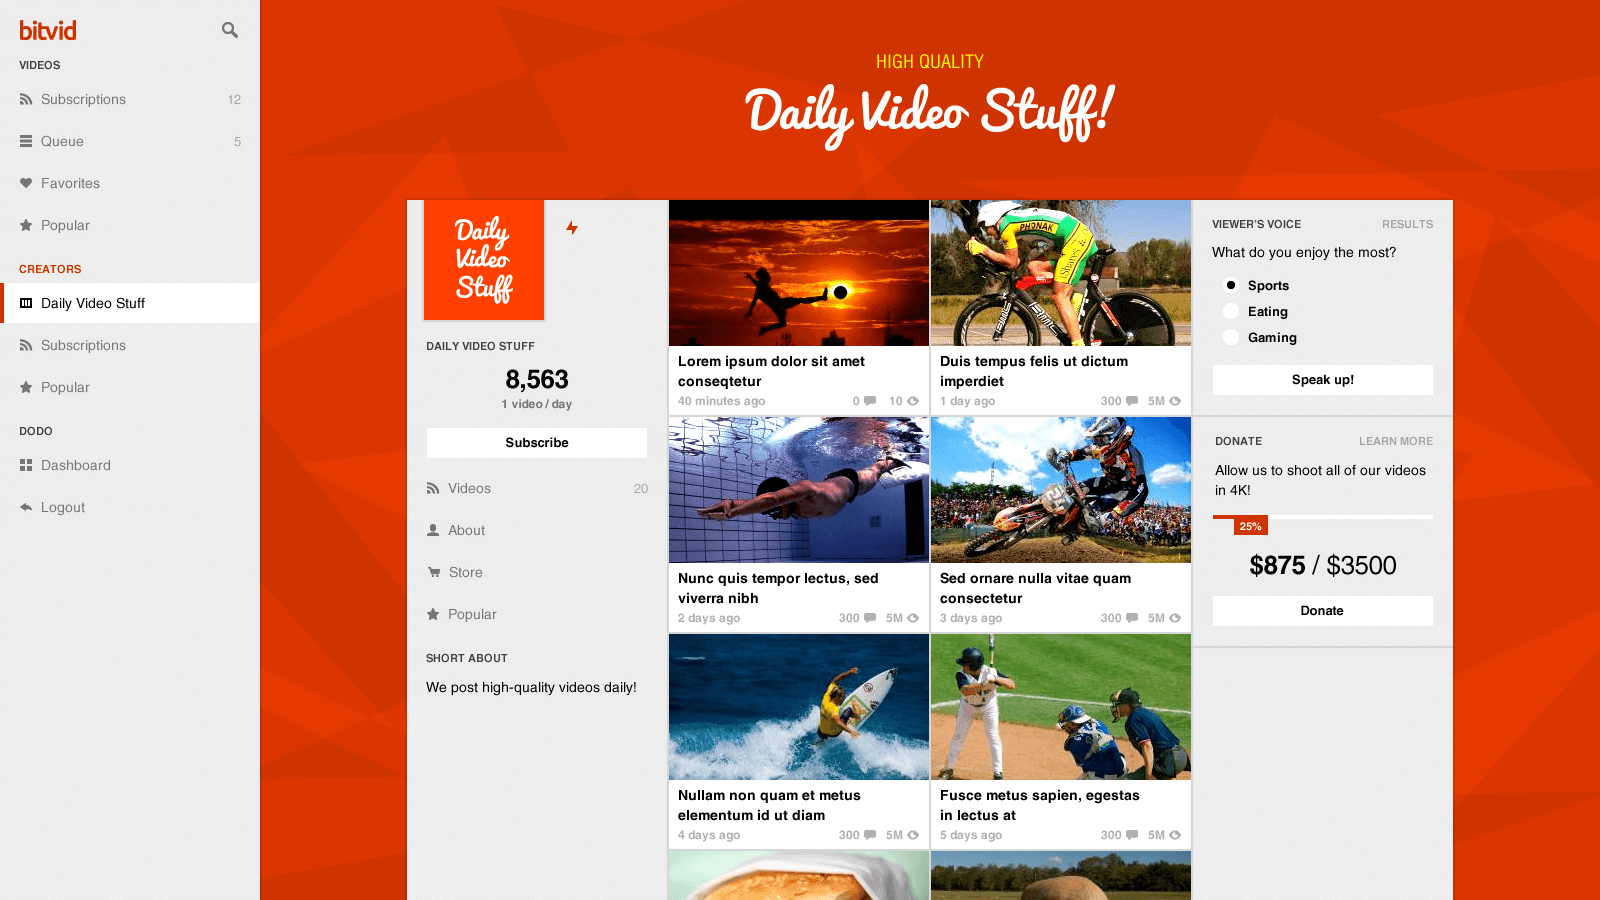 bitvid
VIDEOS
Subscriptions 12
Queue 5
Favorites
Popular
CREATORS
Daily Video Stuff
Subscriptions
Popular
DODO
Dashboard
Logout
HIGH QUALITY
Daily Video Stuff!
Daily
Video
Stuff
DAILY VIDEO STUFF
8,563
1 video / day
Subscribe
Videos 20
About
Store
Popular
SHORT ABOUT
We post high-quality videos daily!
Lorem ipsum dolor sit amet
conseqtetur
40 minutes ago 0 10
PHONAK
BMC
Duis tempus felis ut dictum
imperdiet
1 day ago 300 5M
Nunc quis tempor lectus, sed
viverra nibh
2 days ago 300 5M
Sed ornare nulla vitae quam
consectetur
3 days ago 300 5M
Nullam non quam et metus
elementum id ut diam
4 days ago 300 5M
Fusce metus sapien, egestas
in lectus at
5 days ago 300 5M
VIEWER'S VOICE RESULTS
What do you enjoy the most?
Sports
Eating
Gaming
Speak up!
DONATE LEARN MORE
Allow us to shoot all of our videos
in 4K!
25%
$875 / $3500
Donate